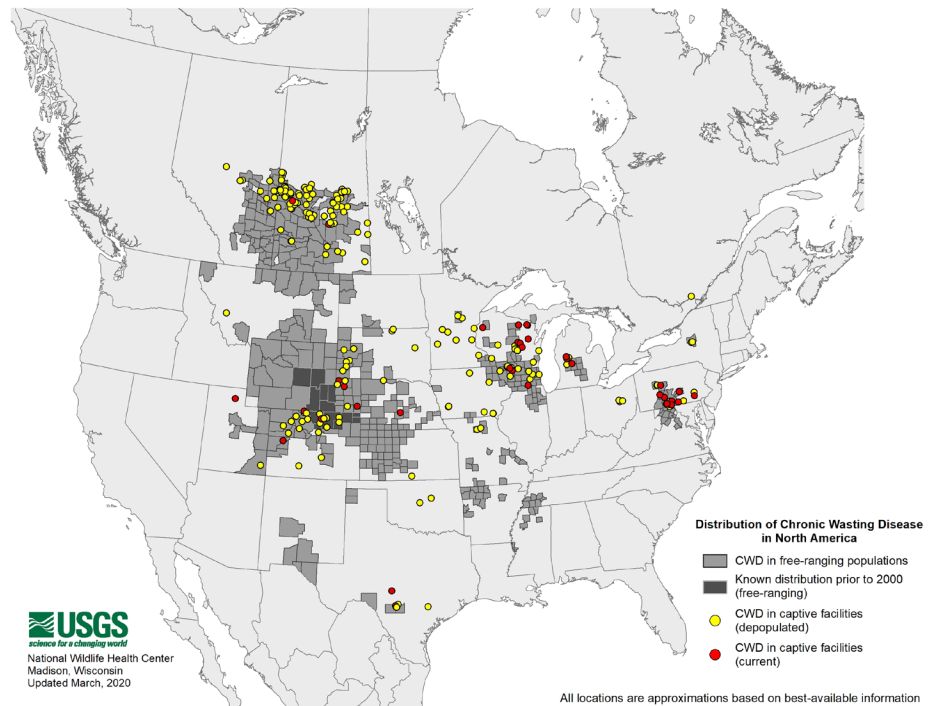 Distribution of Chronic Wasting Disease
in North America
CWD in free-ranging populations
Known distribution prior to 2000
(free-ranging)
CWD in captive facilities
(depopulated)
CWD in captive facilities
(current)
USGS
science for a changing world
National Wildlife Health Center
Madison, Wisconsin
Updated March, 2020
All locations are approximations based on best-available information